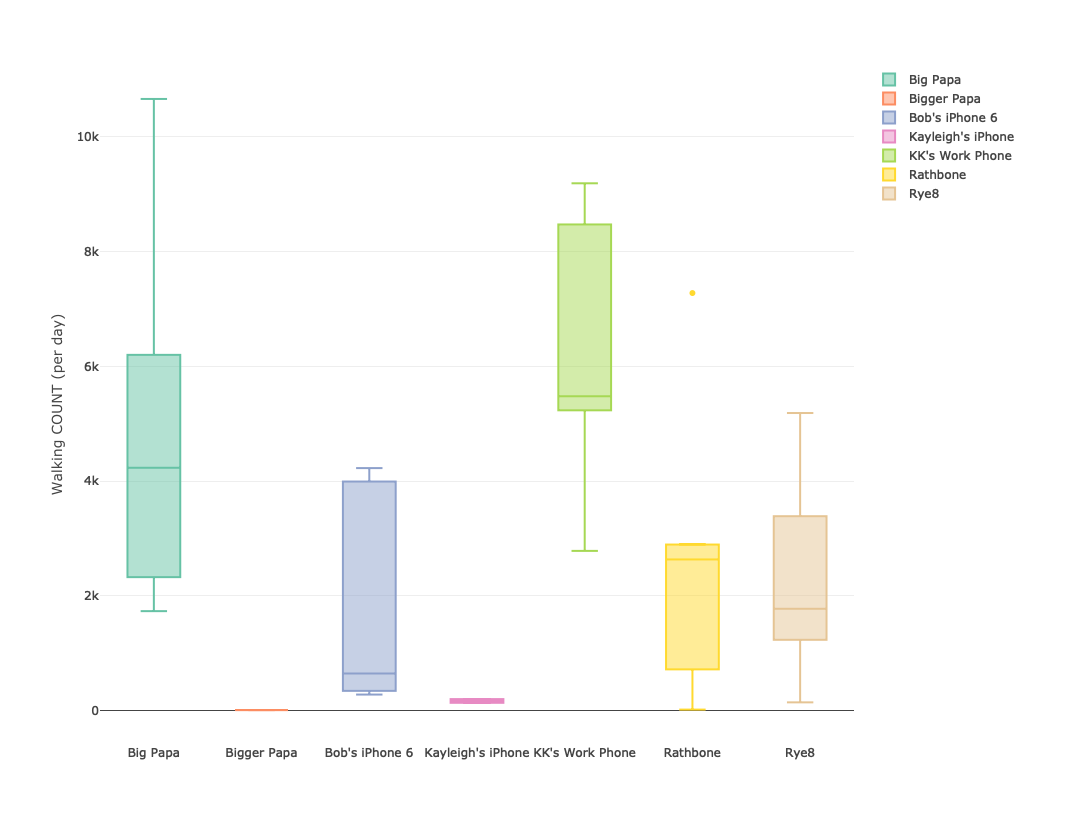 Big Papa
Bigger Papa
Bob's iPhone 6
Kayleigh's iPhone
KK's Work Phone
Rathbone
Rye8
10k
8k
6k
4k
2k
0
Walking COUNT (per day)
Big Papa Bigger Papa Bob's iPhone 6 Kayleigh's iPhone KK's Work Phone Rathbone Rye8